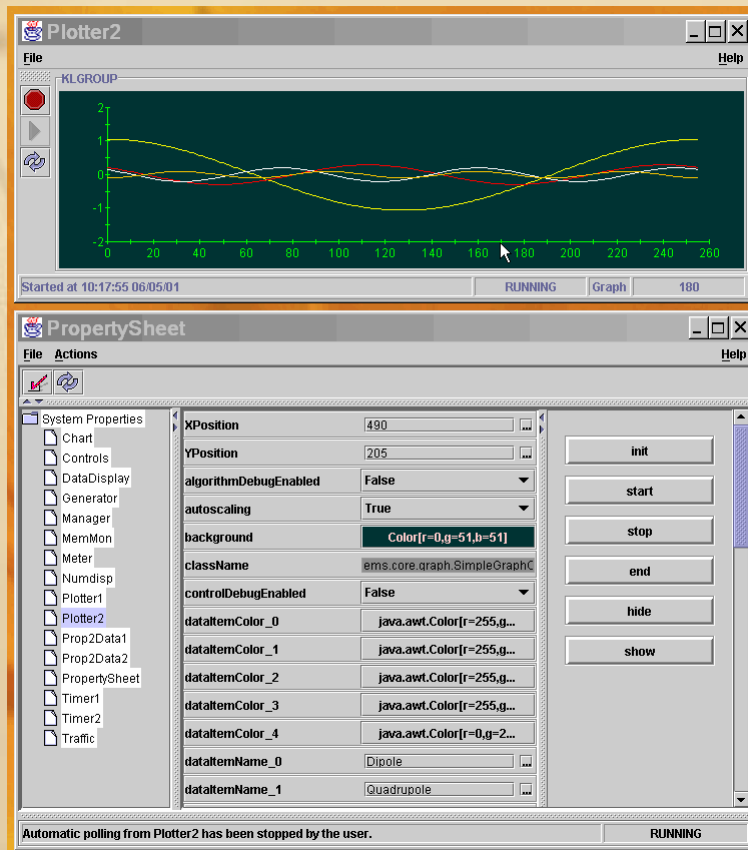 Plotter2
File Help
KLGROUP
2
1
0
-1
-2
0 20 40 60 80 100 120 140 160 180 200 220 240 260
Started at 10:17:55 06/05/01 RUNNING Graph 180
PropertySheet
File Actions Help
System Properties
Chart
Controls
DataDisplay
Generator
Manager
MemMon
Meter
Numdisp
Plotter1
Plotter2
Prop2Data1
Prop2Data2
PropertySheet
Timer1
Timer2
Traffic
XPosition 490 ...
YPosition 205 ...
algorithmDebugEnabled False
autoscaling True
background Color[r=0,g=51,b=51]
className ems.core.graph.SimpleGraphC
controlDebugEnabled False
dataItemColor_0 java.awt.Color[r=255,g...
dataItemColor_1 java.awt.Color[r=255,g...
dataItemColor_2 java.awt.Color[r=255,g...
dataItemColor_3 java.awt.Color[r=255,g...
dataItemColor_4 java.awt.Color[r=0,g=2...
dataItemName_0 Dipole ...
dataItemName_1 Quadrupole ...
init
start
stop
end
hide
show
Automatic polling from Plotter2 has been stopped by the user. RUNNING